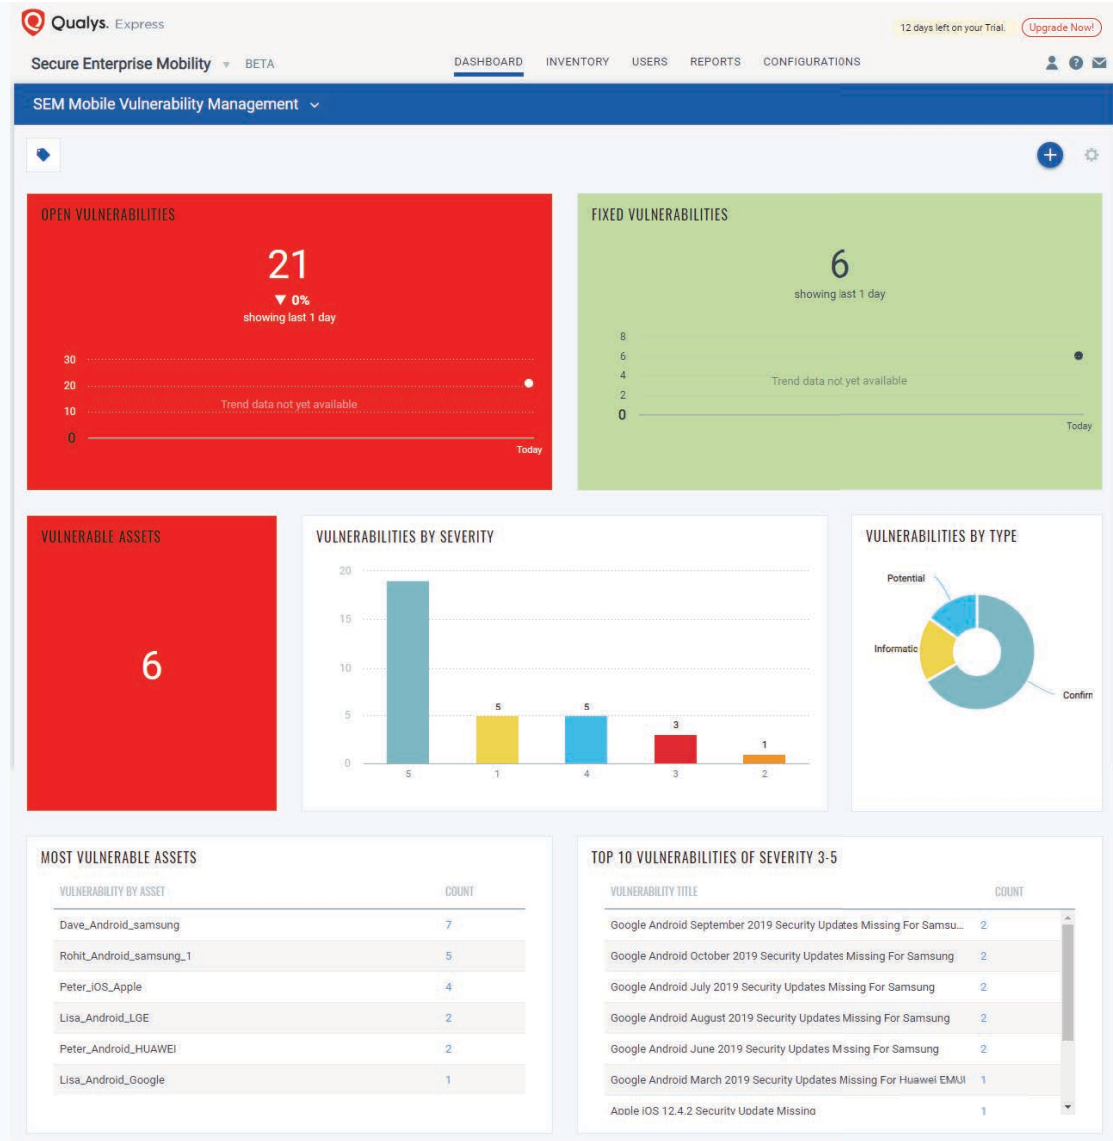 Qualys. Express
12 days left on your Trial. Upgrade Now!
Secure Enterprise Mobility BETA
DASHBOARD INVENTORY USERS REPORTS CONFIGURATIONS
SEM Mobile Vulnerability Management
OPEN VULNERABILITIES
21
▼ 0%
showing last 1 day
30
20
10
0
Trend data not yet available
Today
FIXED VULNERABILITIES
6
showing last 1 day
8
6
4
2
0
Trend data not yet available
Today
VULNERABLE ASSETS
6
VULNERABILITIES BY SEVERITY
20
15
10
5
0
5 5 3 1
5 1 4 3 2
VULNERABILITIES BY TYPE
Potential
Informatic
Confirm
MOST VULNERABLE ASSETS
VULNERABILITY BY ASSET COUNT
Dave_Android_samsung 7
Rohit_Android_samsung_1 5
Peter_iOS_Apple 4
Lisa_Android_LGE 2
Peter_Android_HUAWEI 2
Lisa_Android_Google 1
TOP 10 VULNERABILITIES OF SEVERITY 3-5
VULNERABILITY TITLE COUNT
Google Android September 2019 Security Updates Missing For Samsu... 2
Google Android October 2019 Security Updates Missing For Samsung 2
Google Android July 2019 Security Updates Missing For Samsung 2
Google Android August 2019 Security Updates Missing For Samsung 2
Google Android June 2019 Security Updates Missing For Samsung 2
Google Android March 2019 Security Updates Missing For Huawei EMUI 1
Apple iOS 12.4.2 Security Update Missing 1